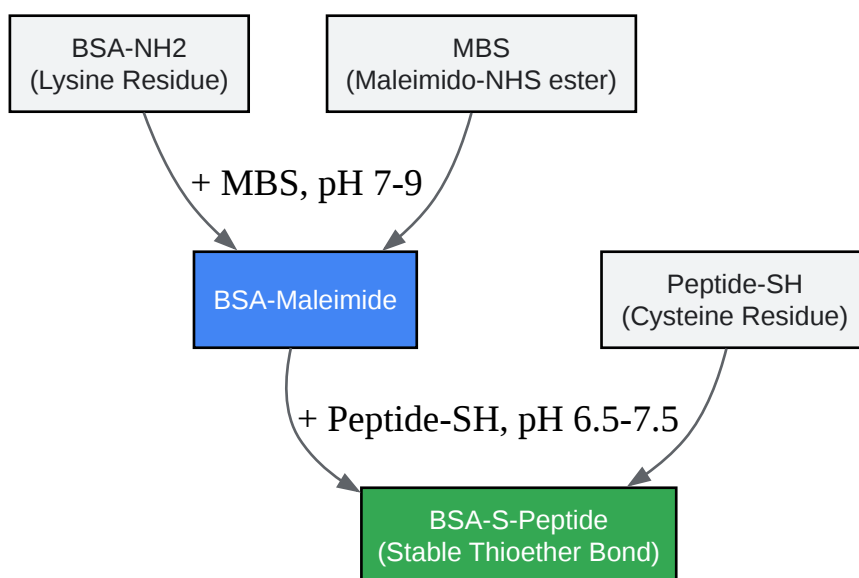 BSA-NH2
(Lysine Residue)
MBS
(Maleimido-NHS ester)
+ MBS, pH 7-9
BSA-Maleimide
Peptide-SH
(Cysteine Residue)
+ Peptide-SH, pH 6.5-7.5
BSA-S-Peptide
(Stable Thioether Bond)